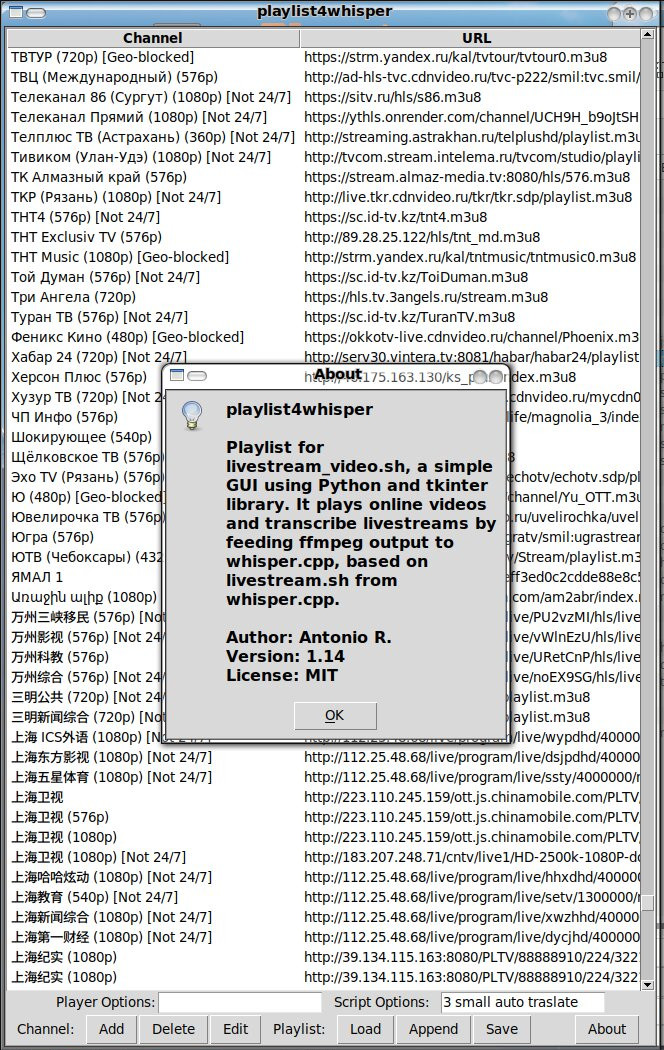 playlist4whisper
Channel URL
ТВТУР (720p) [Geo-blocked] https://strm.yandex.ru/kal/tvtour/tvtour0.m3u8
ТВЦ (Международный) (576p) http://ad-hls-tvc.cdnvideo.ru/tvc-p222/smil:tvc.smil/
Телеканал 86 (Сургут) (1080p) [Not 24/7] https://sitv.ru/hls/s86.m3u8
Телеканал Прямий (1080p) [Not 24/7] https://ythls.onrender.com/channel/UCH9H_b9oJtSH
Телплюс ТВ (Астрахань) (360p) [Not 24/7] http://streaming.astrakhan.ru/telplushd/playlist.m3u
Тивиком (Улан-Удэ) (1080p) [Not 24/7] http://tvcom.stream.intelema.ru/tvcom/studio/playli
ТК Алмазный край (576p) https://stream.almaz-media.tv:8080/hls/576.m3u8
ТКР (Рязань) (1080p) [Not 24/7] http://live.tkr.cdnvideo.ru/tkr/tkr.sdp/playlist.m3u8
ТНТ4 (576p) [Not 24/7] https://sc.id-tv.kz/tnt4.m3u8
ТНТ Exclusiv TV (576p) http://89.28.25.122/hls/tnt_md.m3u8
ТНТ Music (1080p) [Geo-blocked] http://strm.yandex.ru/kal/tntmusic/tntmusic0.m3u8
Той Думан (576p) [Not 24/7] https://sc.id-tv.kz/ToiDuman.m3u8
Три Ангела (720p) https://hls.tv.3angels.ru/stream.m3u8
Туран ТВ (576p) [Not 24/7] https://sc.id-tv.kz/TuranTV.m3u8
Феникс Кино (480p) [Geo-blocked] https://okkotv-live.cdnvideo.ru/channel/Phoenix.m3
Хабар 24 (720p) [Not 24/7] http://serv30.vintera.tv:8081/habar/habar24/playlist
Херсон Плюс (576p) .175.163.130/ks_p ndex.m3u8
Хузур ТВ (1080p) [Not 24/7] .cdnvideo.ru/mycdn0
ЧП Инфо (576p) life/magnolia_3/inde
Шокирующее (540p)
Щёлковское ТВ (576p) 8
Эхо TV (Рязань) (576p) echotv/echotv.sdp/pl
Ю (480p) [Geo-blocked] channel/Yu_OTT.m3u
Ювелирочка ТВ (576p) o.ru/uvelirochka/uvel
Югра (576p) gratv/smil:ugrastrear
ЮТВ (Чебоксары) (432 v/Stream/playlist.m3
ЯМАЛ 1 eff3ed0c2cdde88e8c5
Առաջին ալիք (1080p) .com/am2abr/index.r
万州三峡移民 (576p) [Not ve/PU2vzMI/hls/live
万州影视 (576p) [Not 24/ ve/vWlnEzU/hls/live
万州科教 (576p) ve/URetCnP/hls/live
万州综合 (576p) [Not 24/ ve/noEX9SG/hls/live
三明公共 (720p) [Not 24/ playlist.m3u8
三明新闻综合 (720p) [Not playlist.m3u8
上海 ICS外语 (1080p) [Not 24/7] http://112.25.48.68/live/program/live/wypdhd/40000
上海东方影视 (1080p) [Not 24/7] http://112.25.48.68/live/program/live/dsjpdhd/40000
上海五星体育 (1080p) [Not 24/7] http://112.25.48.68/live/program/live/ssty/4000000/r
上海卫视 http://223.110.245.159/ott.js.chinamobile.com/PLTV/
上海卫视 (576p) http://223.110.245.159/ott.js.chinamobile.com/PLTV/
上海卫视 (1080p) http://223.110.245.159/ott.js.chinamobile.com/PLTV/
上海卫视 (1080p) [Not 24/7] http://183.207.248.71/cntv/live1/HD-2500k-1080P-do
上海哈哈炫动 (1080p) [Not 24/7] http://112.25.48.68/live/program/live/hhxdhd/40000
上海教育 (540p) [Not 24/7] http://112.25.48.68/live/program/live/setv/1300000/r
上海新闻综合 (1080p) [Not 24/7] http://112.25.48.68/live/program/live/xwzhhd/4000
上海第一财经 (1080p) [Not 24/7] http://112.25.48.68/live/program/live/dycjhd/40000
上海纪实 (1080p) http://39.134.115.163:8080/PLTV/88888910/224/322
上海纪实 (1080p) http://39.134.115.163:8080/PLTV/88888910/224/322
About
playlist4whisper
Playlist for
livestream_video.sh, a simple
GUI using Python and tkinter
library. It plays online videos
and transcribe livestreams by
feeding ffmpeg output to
whisper.cpp, based on
livestream.sh from
whisper.cpp.
Author: Antonio R.
Version: 1.14
License: MIT
OK
Player Options: Script Options: 3 small auto traslate
Channel: Add Delete Edit Playlist: Load Append Save About